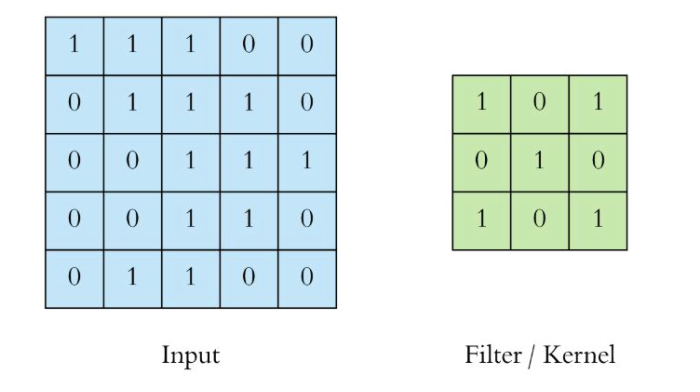 1 1 1 0 0
0 1 1 1 0
1 0 1
0 0 1 1 1
0 1 0
0 0 1 1 0
1 0 1
0 1 1 0 0
Input
Filter / Kernel